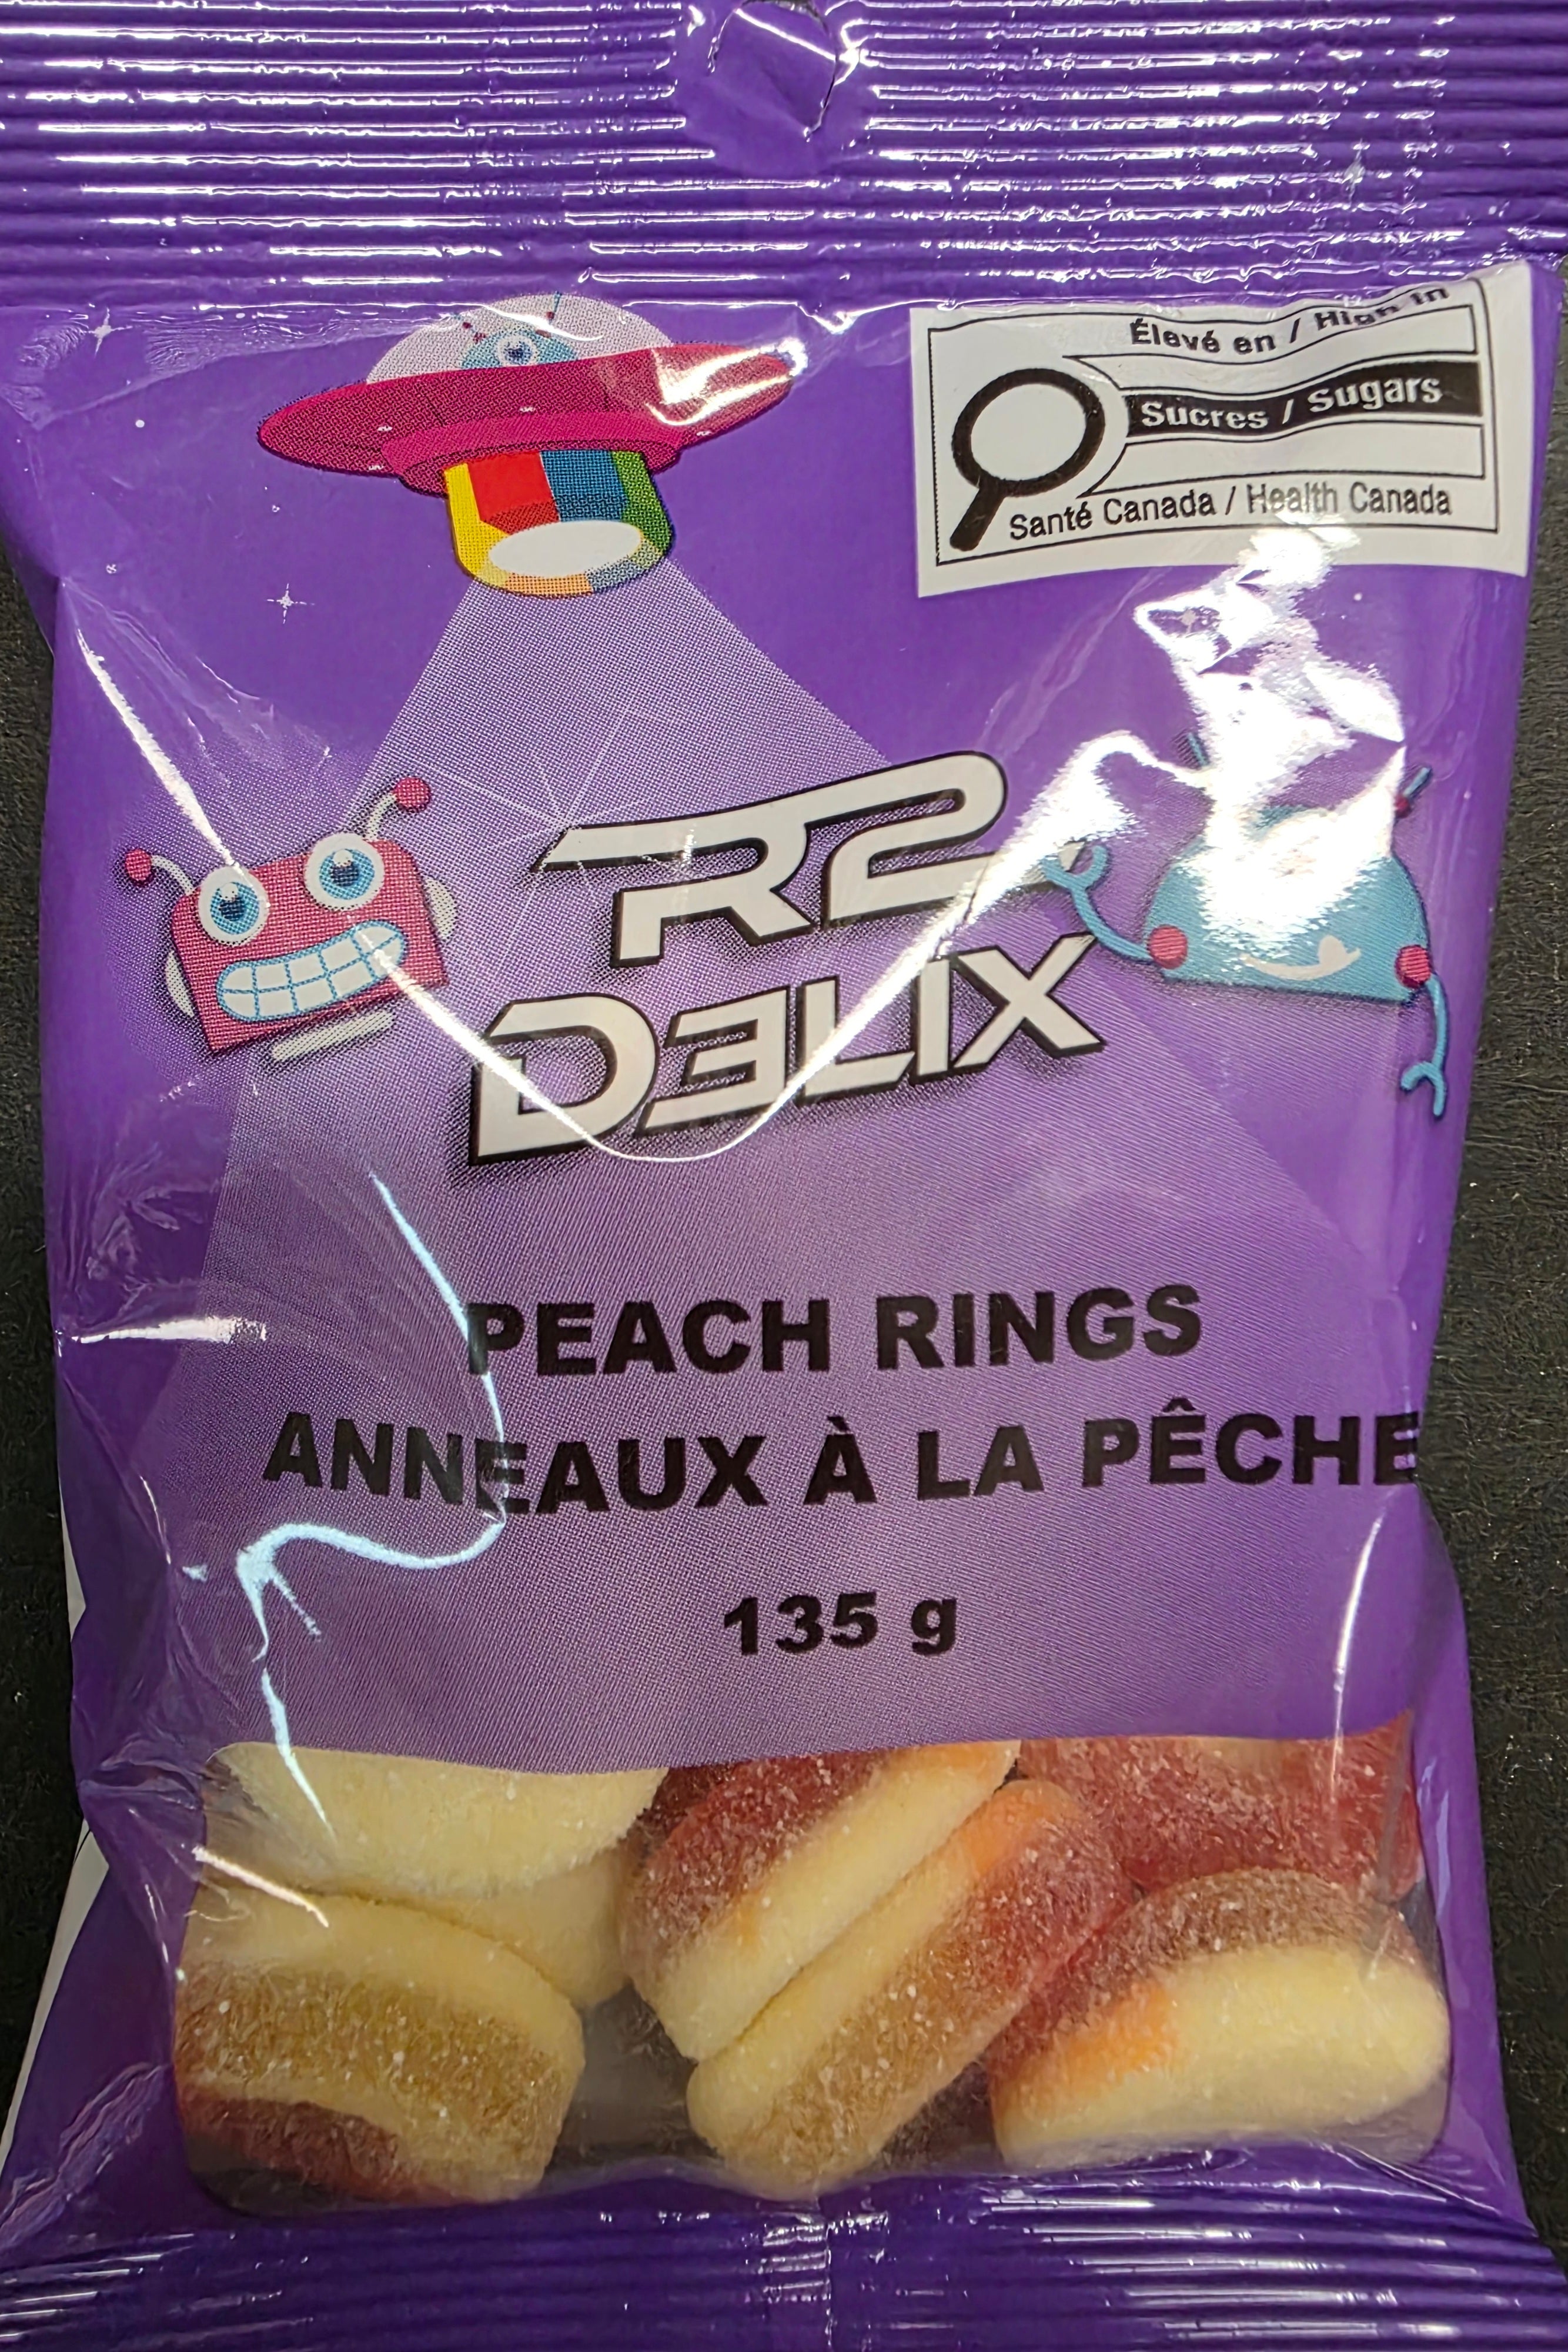 Élevé en / High in
Sucres / Sugars
Santé Canada / Health Canada
R2
D3LIX
PEACH RINGS
ANNEAUX À LA PÊCHE
135 g